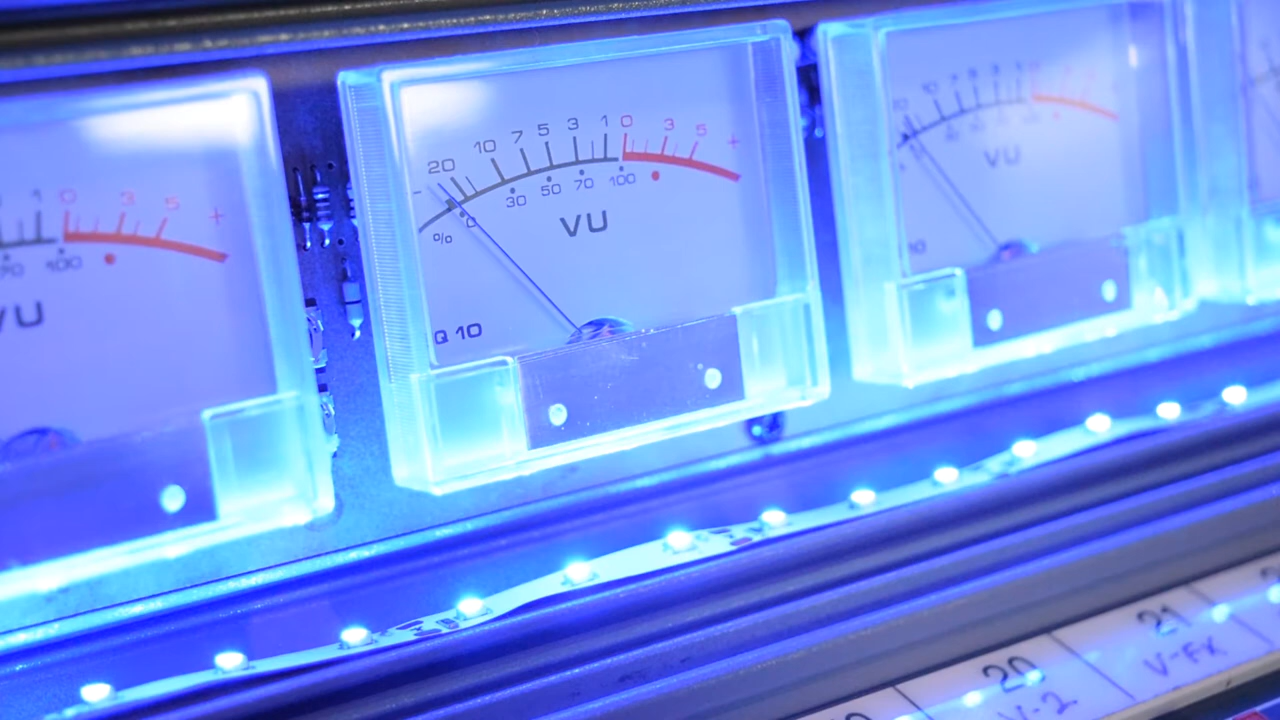 1 0 3 5 +
70 100
VU
- 20 10 7 5 3 1 0 3 5 +
% 0 30 50 70 100
VU
Q 10
VU
20
V-2
21
V-FX